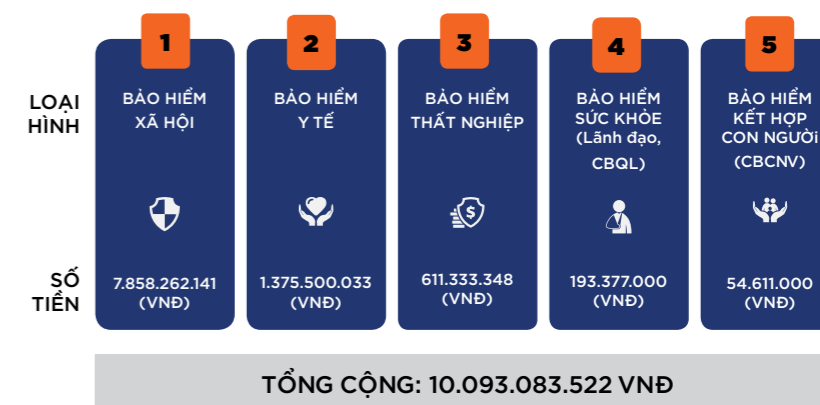 1
2
3
4
5
LOẠI
HÌNH
BẢO HIỂM
XÃ HỘI
BẢO HIỂM
Y TẾ
BẢO HIỂM
THẤT NGHIỆP
BẢO HIỂM
SỨC KHỎE
(Lãnh đạo,
CBQL)
BẢO HIỂM
KẾT HỢP
CON NGƯỜI
(CBCNV)
SỐ
TIỀN
7.858.262.141
(VNĐ)
1.375.500.033
(VNĐ)
611.333.348
(VNĐ)
193.377.000
(VNĐ)
54.611.000
(VNĐ)
TỔNG CỘNG: 10.093.083.522 VNĐ